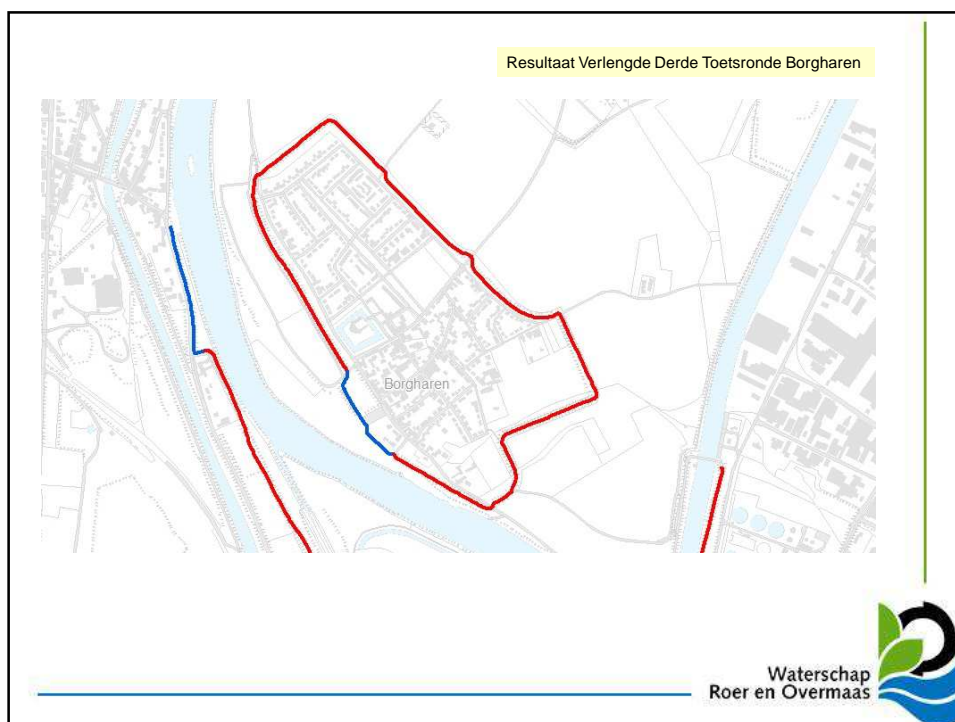 Resultaat Verlengde Derde Toetsronde Borgharen
Borgharen
Waterschap
Roer en Overmaas